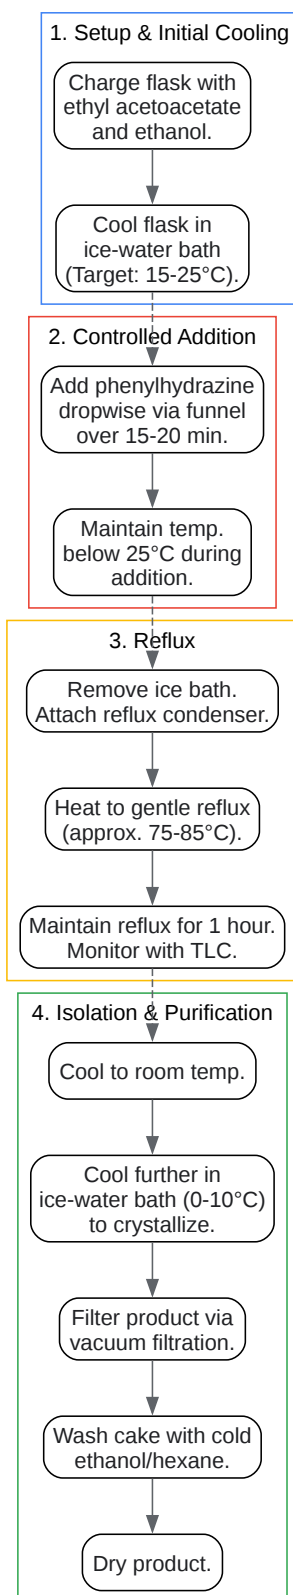 1. Setup & Initial Cooling
Charge flask with
ethyl acetoacetate
and ethanol.
Cool flask in
ice-water bath
(Target: 15-25°C).
2. Controlled Addition
Add phenylhydrazine
dropwise via funnel
over 15-20 min.
Maintain temp.
below 25°C during
addition.
3. Reflux
Remove ice bath.
Attach reflux condenser.
Heat to gentle reflux
(approx. 75-85°C).
Maintain reflux for 1 hour.
Monitor with TLC.
4. Isolation & Purification
Cool to room temp.
Cool further in
ice-water bath (0-10°C)
to crystallize.
Filter product via
vacuum filtration.
Wash cake with cold
ethanol/hexane.
Dry product.